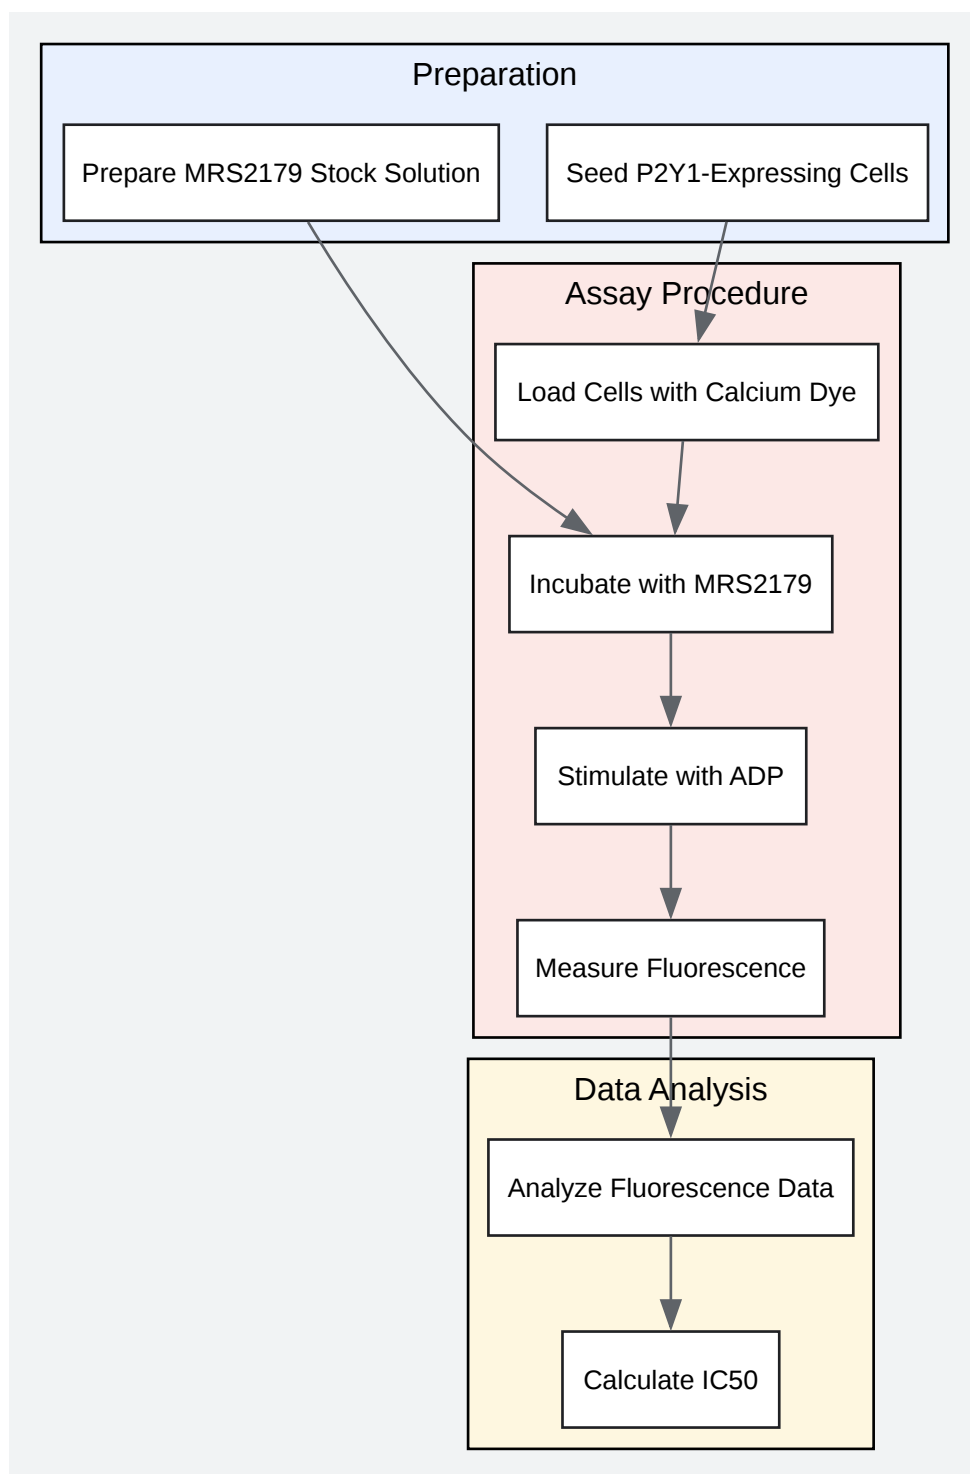 Preparation
Prepare MRS2179 Stock Solution
Seed P2Y1-Expressing Cells
Assay Procedure
Load Cells with Calcium Dye
Incubate with MRS2179
Stimulate with ADP
Measure Fluorescence
Data Analysis
Analyze Fluorescence Data
Calculate IC50